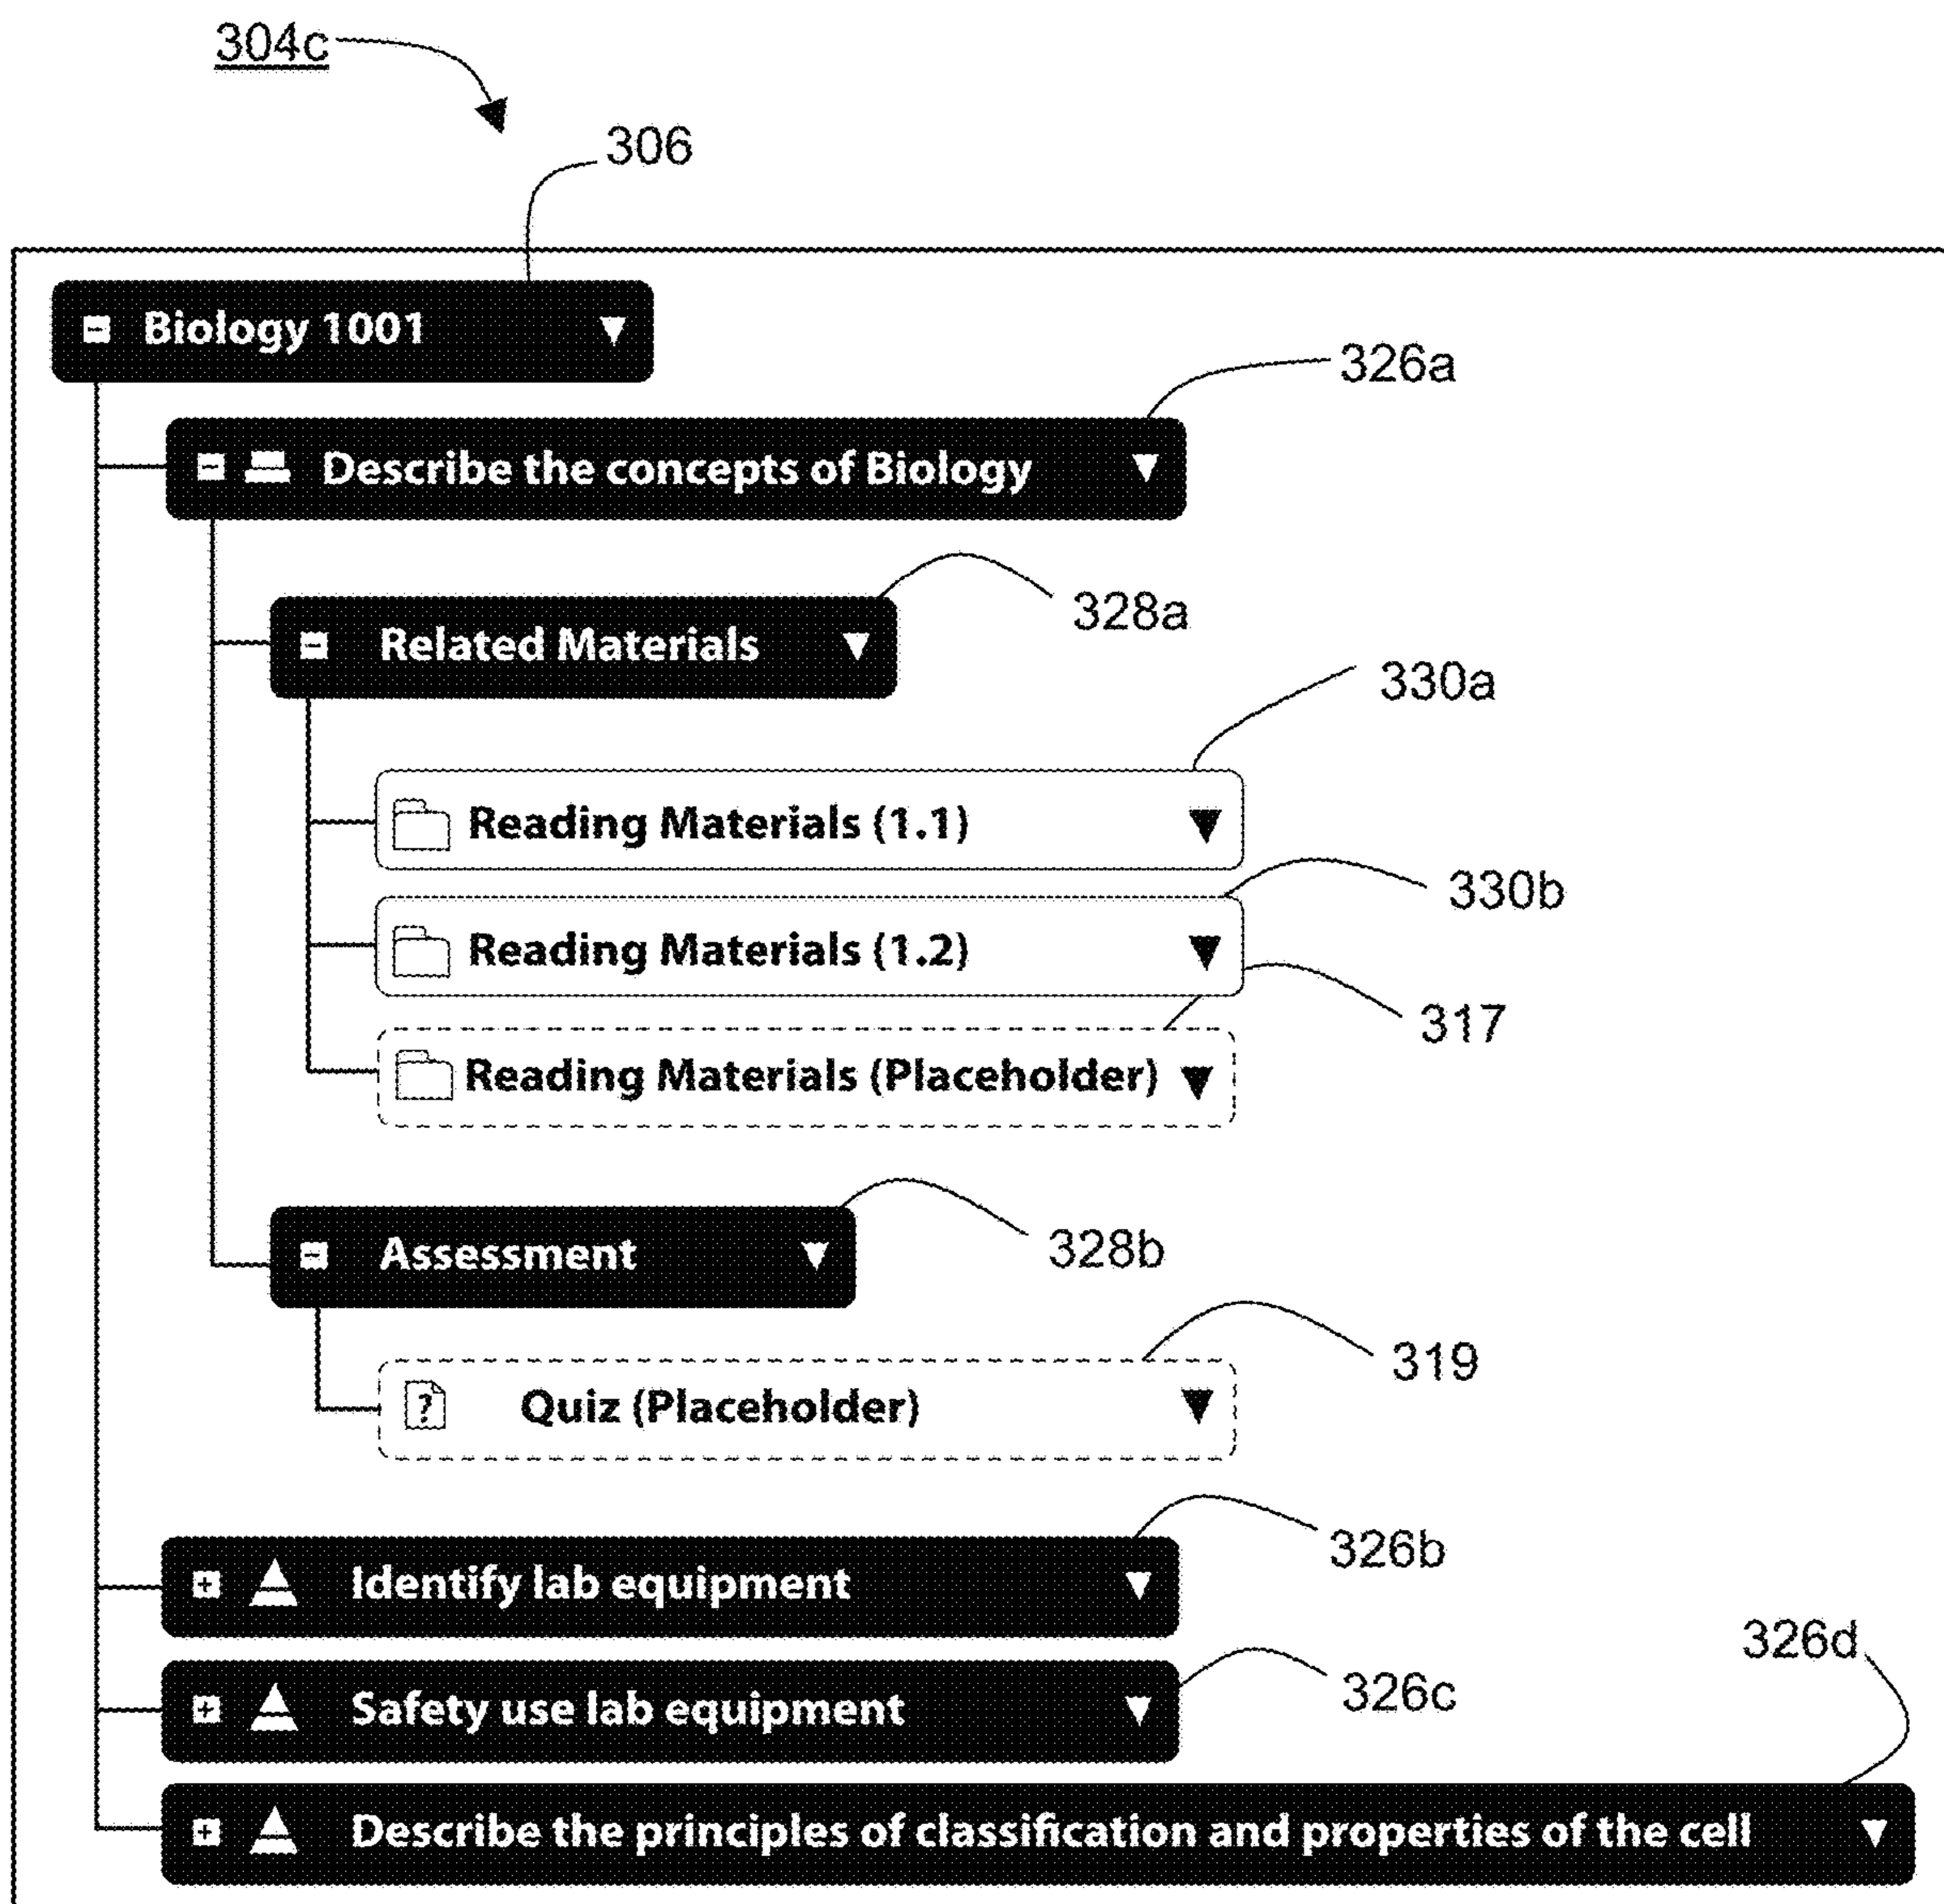 304c
306
Biology 1001
326a
Describe the concepts of Biology
328a
Related Materials
330a
Reading Materials (1.1)
330b
Reading Materials (1.2)
317
Reading Materials (Placeholder)
328b
Assessment
319
? Quiz (Placeholder)
326b
Identify lab equipment
326d
326c
Safety use lab equipment
Describe the principles of classification and properties of the cell